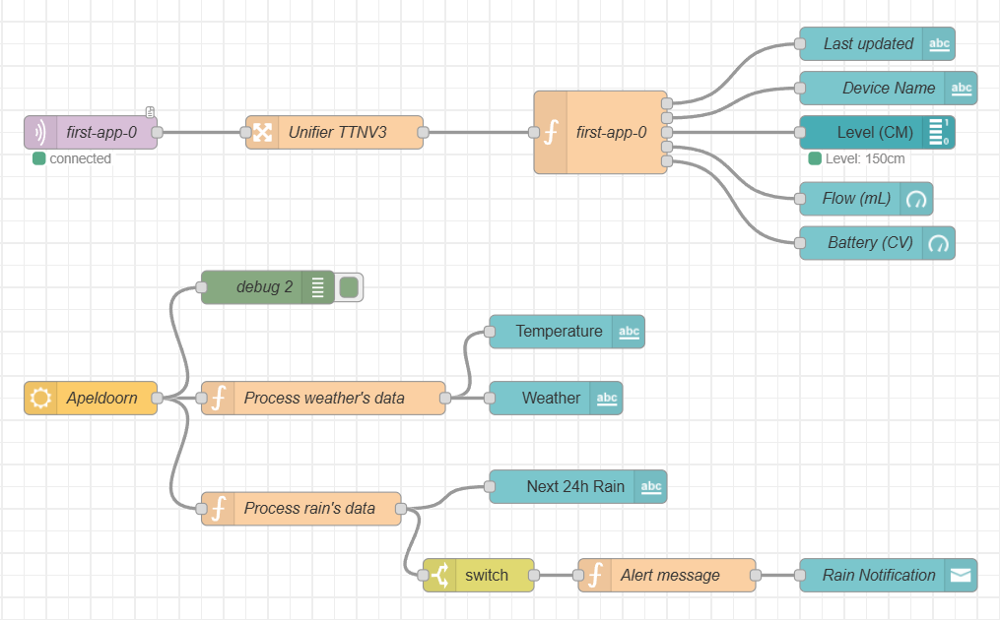 Last updated
abc
Device Name
abc
first-app-0
Unifier TTNV3
first-app-0
Level (CM)
1
0
connected
Level: 150cm
Flow (mL)
Battery (CV)
debug 2
Temperature
abc
Apeldoorn
Process weather's data
Weather
abc
Next 24h Rain
abc
Process rain's data
switch
Alert message
Rain Notification